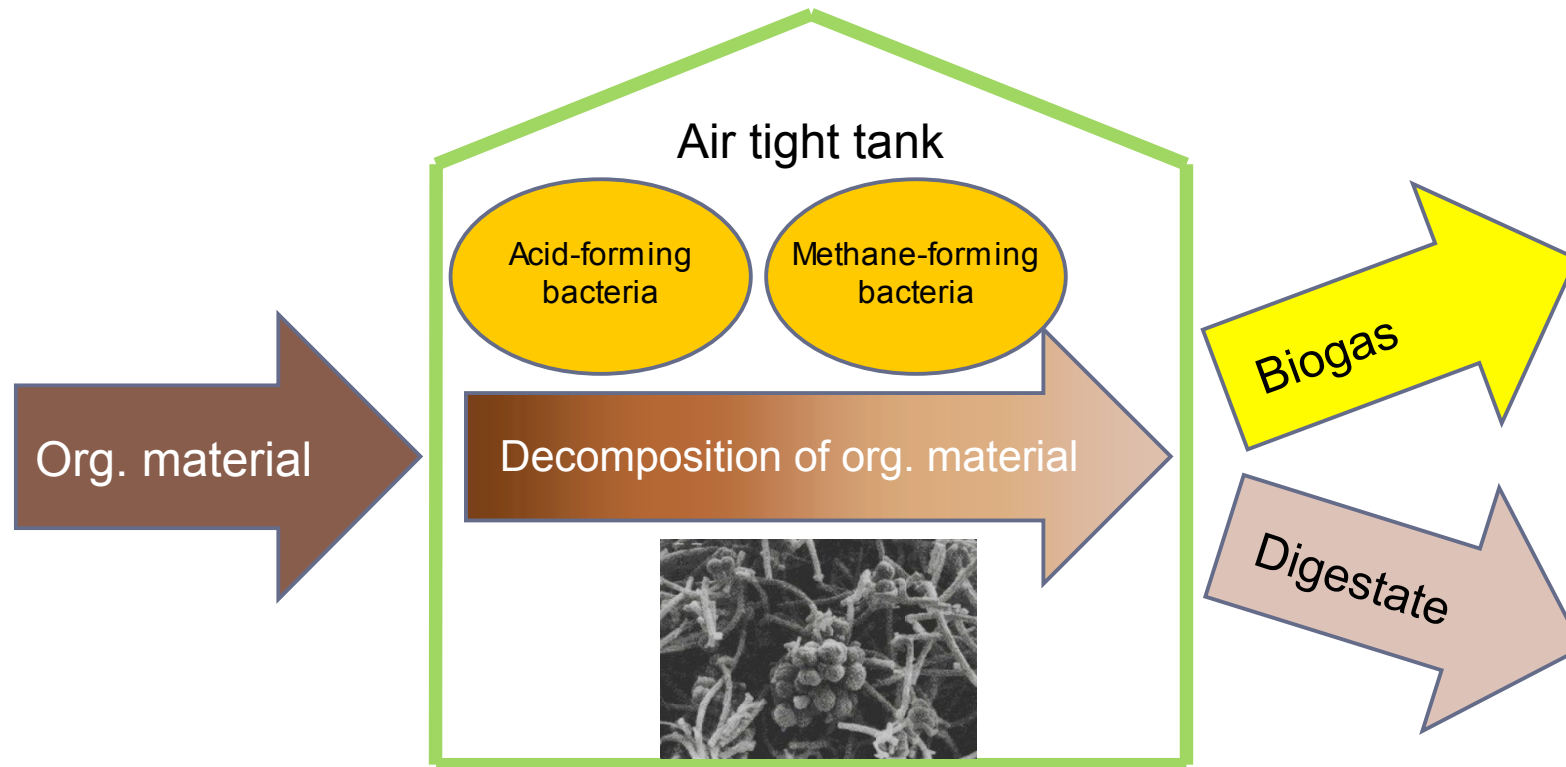 Air tight tank
Acid-forming
bacteria
Methane-forming
bacteria
Org. material
Decomposition of org. material
Biogas
Digestate